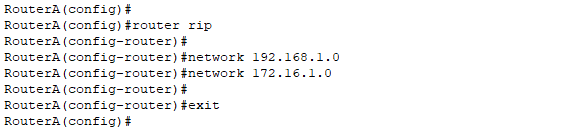 RouterA(config)#
RouterA(config)#router rip
RouterA(config-router)#
RouterA(config-router)#network 192.168.1.0
RouterA(config-router)#network 172.16.1.0
RouterA(config-router)#
RouterA(config-router)#exit
RouterA(config)#